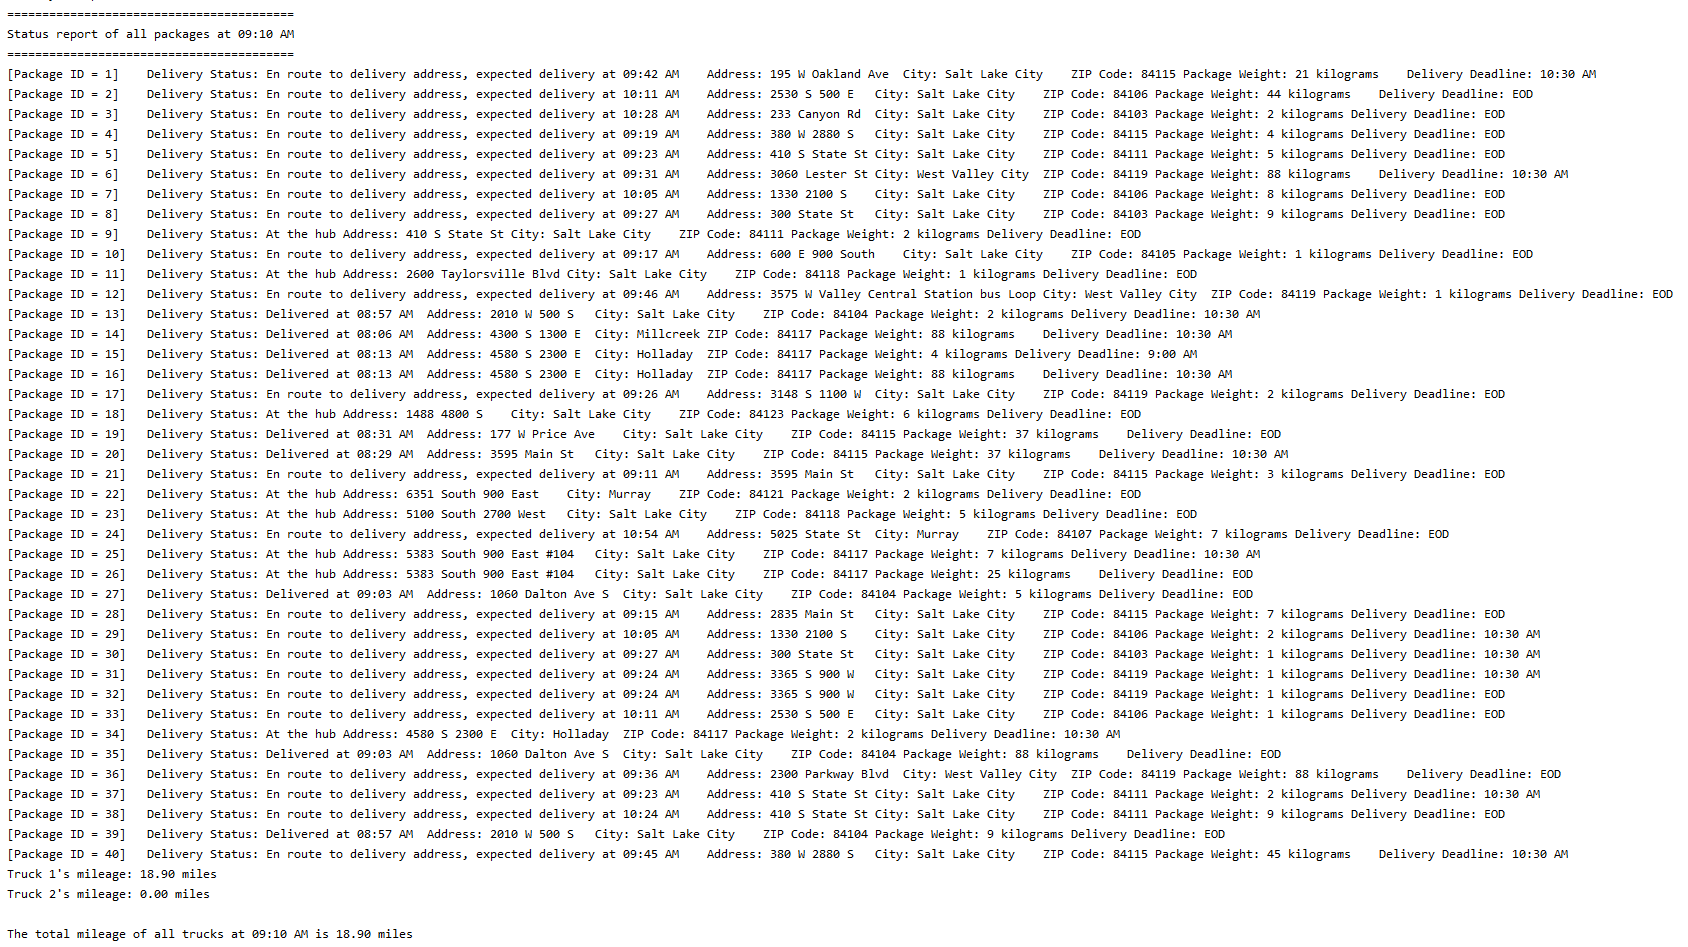 =========================================
Status report of all packages at 09:10 AM
=========================================
[Package ID = 1]    Delivery Status: En route to delivery address, expected delivery at 09:42 AM    Address: 195 W Oakland Ave  City: Salt Lake City    ZIP Code: 84115 Package Weight: 21 kilograms    Delivery Deadline: 10:30 AM
[Package ID = 2]    Delivery Status: En route to delivery address, expected delivery at 10:11 AM    Address: 2530 S 500 E   City: Salt Lake City    ZIP Code: 84106 Package Weight: 44 kilograms    Delivery Deadline: EOD
[Package ID = 3]    Delivery Status: En route to delivery address, expected delivery at 10:28 AM    Address: 233 Canyon Rd  City: Salt Lake City    ZIP Code: 84103 Package Weight: 2 kilograms Delivery Deadline: EOD
[Package ID = 4]    Delivery Status: En route to delivery address, expected delivery at 09:19 AM    Address: 380 W 2880 S   City: Salt Lake City    ZIP Code: 84115 Package Weight: 4 kilograms Delivery Deadline: EOD
[Package ID = 5]    Delivery Status: En route to delivery address, expected delivery at 09:23 AM    Address: 410 S State St City: Salt Lake City    ZIP Code: 84111 Package Weight: 5 kilograms Delivery Deadline: EOD
[Package ID = 6]    Delivery Status: En route to delivery address, expected delivery at 09:31 AM    Address: 3060 Lester St City: West Valley City  ZIP Code: 84119 Package Weight: 88 kilograms    Delivery Deadline: 10:30 AM
[Package ID = 7]    Delivery Status: En route to delivery address, expected delivery at 10:05 AM    Address: 1330 2100 S    City: Salt Lake City    ZIP Code: 84106 Package Weight: 8 kilograms Delivery Deadline: EOD
[Package ID = 8]    Delivery Status: En route to delivery address, expected delivery at 09:27 AM    Address: 300 State St   City: Salt Lake City    ZIP Code: 84103 Package Weight: 9 kilograms Delivery Deadline: EOD
[Package ID = 9]    Delivery Status: At the hub Address: 410 S State St City: Salt Lake City    ZIP Code: 84111 Package Weight: 2 kilograms Delivery Deadline: EOD
[Package ID = 10]   Delivery Status: En route to delivery address, expected delivery at 09:17 AM    Address: 600 E 900 South    City: Salt Lake City    ZIP Code: 84105 Package Weight: 1 kilograms Delivery Deadline: EOD
[Package ID = 11]   Delivery Status: At the hub Address: 2600 Taylorsville Blvd City: Salt Lake City    ZIP Code: 84118 Package Weight: 1 kilograms Delivery Deadline: EOD
[Package ID = 12]   Delivery Status: En route to delivery address, expected delivery at 09:46 AM    Address: 3575 W Valley Central Station bus Loop City: West Valley City  ZIP Code: 84119 Package Weight: 1 kilograms Delivery Deadline: EOD
[Package ID = 13]   Delivery Status: Delivered at 08:57 AM  Address: 2010 W 500 S   City: Salt Lake City    ZIP Code: 84104 Package Weight: 2 kilograms Delivery Deadline: 10:30 AM
[Package ID = 14]   Delivery Status: Delivered at 08:06 AM  Address: 4300 S 1300 E  City: Millcreek ZIP Code: 84117 Package Weight: 88 kilograms    Delivery Deadline: 10:30 AM
[Package ID = 15]   Delivery Status: Delivered at 08:13 AM  Address: 4580 S 2300 E  City: Holladay  ZIP Code: 84117 Package Weight: 4 kilograms Delivery Deadline: 9:00 AM
[Package ID = 16]   Delivery Status: Delivered at 08:13 AM  Address: 4580 S 2300 E  City: Holladay  ZIP Code: 84117 Package Weight: 88 kilograms    Delivery Deadline: 10:30 AM
[Package ID = 17]   Delivery Status: En route to delivery address, expected delivery at 09:26 AM    Address: 3148 S 1100 W  City: Salt Lake City    ZIP Code: 84119 Package Weight: 2 kilograms Delivery Deadline: EOD
[Package ID = 18]   Delivery Status: At the hub Address: 1488 4800 S    City: Salt Lake City    ZIP Code: 84123 Package Weight: 6 kilograms Delivery Deadline: EOD
[Package ID = 19]   Delivery Status: Delivered at 08:31 AM  Address: 177 W Price Ave    City: Salt Lake City    ZIP Code: 84115 Package Weight: 37 kilograms    Delivery Deadline: EOD
[Package ID = 20]   Delivery Status: Delivered at 08:29 AM  Address: 3595 Main St   City: Salt Lake City    ZIP Code: 84115 Package Weight: 37 kilograms    Delivery Deadline: 10:30 AM
[Package ID = 21]   Delivery Status: En route to delivery address, expected delivery at 09:11 AM    Address: 3595 Main St   City: Salt Lake City    ZIP Code: 84115 Package Weight: 3 kilograms Delivery Deadline: EOD
[Package ID = 22]   Delivery Status: At the hub Address: 6351 South 900 East    City: Murray    ZIP Code: 84121 Package Weight: 2 kilograms Delivery Deadline: EOD
[Package ID = 23]   Delivery Status: At the hub Address: 5100 South 2700 West   City: Salt Lake City    ZIP Code: 84118 Package Weight: 5 kilograms Delivery Deadline: EOD
[Package ID = 24]   Delivery Status: En route to delivery address, expected delivery at 10:54 AM    Address: 5025 State St  City: Murray    ZIP Code: 84107 Package Weight: 7 kilograms Delivery Deadline: EOD
[Package ID = 25]   Delivery Status: At the hub Address: 5383 South 900 East #104   City: Salt Lake City    ZIP Code: 84117 Package Weight: 7 kilograms Delivery Deadline: 10:30 AM
[Package ID = 26]   Delivery Status: At the hub Address: 5383 South 900 East #104   City: Salt Lake City    ZIP Code: 84117 Package Weight: 25 kilograms    Delivery Deadline: EOD
[Package ID = 27]   Delivery Status: Delivered at 09:03 AM  Address: 1060 Dalton Ave S  City: Salt Lake City    ZIP Code: 84104 Package Weight: 5 kilograms Delivery Deadline: EOD
[Package ID = 28]   Delivery Status: En route to delivery address, expected delivery at 09:15 AM    Address: 2835 Main St   City: Salt Lake City    ZIP Code: 84115 Package Weight: 7 kilograms Delivery Deadline: EOD
[Package ID = 29]   Delivery Status: En route to delivery address, expected delivery at 10:05 AM    Address: 1330 2100 S    City: Salt Lake City    ZIP Code: 84106 Package Weight: 2 kilograms Delivery Deadline: 10:30 AM
[Package ID = 30]   Delivery Status: En route to delivery address, expected delivery at 09:27 AM    Address: 300 State St   City: Salt Lake City    ZIP Code: 84103 Package Weight: 1 kilograms Delivery Deadline: 10:30 AM
[Package ID = 31]   Delivery Status: En route to delivery address, expected delivery at 09:24 AM    Address: 3365 S 900 W   City: Salt Lake City    ZIP Code: 84119 Package Weight: 1 kilograms Delivery Deadline: 10:30 AM
[Package ID = 32]   Delivery Status: En route to delivery address, expected delivery at 09:24 AM    Address: 3365 S 900 W   City: Salt Lake City    ZIP Code: 84119 Package Weight: 1 kilograms Delivery Deadline: EOD
[Package ID = 33]   Delivery Status: En route to delivery address, expected delivery at 10:11 AM    Address: 2530 S 500 E   City: Salt Lake City    ZIP Code: 84106 Package Weight: 1 kilograms Delivery Deadline: EOD
[Package ID = 34]   Delivery Status: At the hub Address: 4580 S 2300 E  City: Holladay  ZIP Code: 84117 Package Weight: 2 kilograms Delivery Deadline: 10:30 AM
[Package ID = 35]   Delivery Status: Delivered at 09:03 AM  Address: 1060 Dalton Ave S  City: Salt Lake City    ZIP Code: 84104 Package Weight: 88 kilograms    Delivery Deadline: EOD
[Package ID = 36]   Delivery Status: En route to delivery address, expected delivery at 09:36 AM    Address: 2300 Parkway Blvd  City: West Valley City  ZIP Code: 84119 Package Weight: 88 kilograms    Delivery Deadline: EOD
[Package ID = 37]   Delivery Status: En route to delivery address, expected delivery at 09:23 AM    Address: 410 S State St City: Salt Lake City    ZIP Code: 84111 Package Weight: 2 kilograms Delivery Deadline: 10:30 AM
[Package ID = 38]   Delivery Status: En route to delivery address, expected delivery at 10:24 AM    Address: 410 S State St City: Salt Lake City    ZIP Code: 84111 Package Weight: 9 kilograms Delivery Deadline: EOD
[Package ID = 39]   Delivery Status: Delivered at 08:57 AM  Address: 2010 W 500 S   City: Salt Lake City    ZIP Code: 84104 Package Weight: 9 kilograms Delivery Deadline: EOD
[Package ID = 40]   Delivery Status: En route to delivery address, expected delivery at 09:45 AM    Address: 380 W 2880 S   City: Salt Lake City    ZIP Code: 84115 Package Weight: 45 kilograms    Delivery Deadline: 10:30 AM
Truck 1's mileage: 18.90 miles
Truck 2's mileage: 0.00 miles
The total mileage of all trucks at 09:10 AM is 18.90 miles